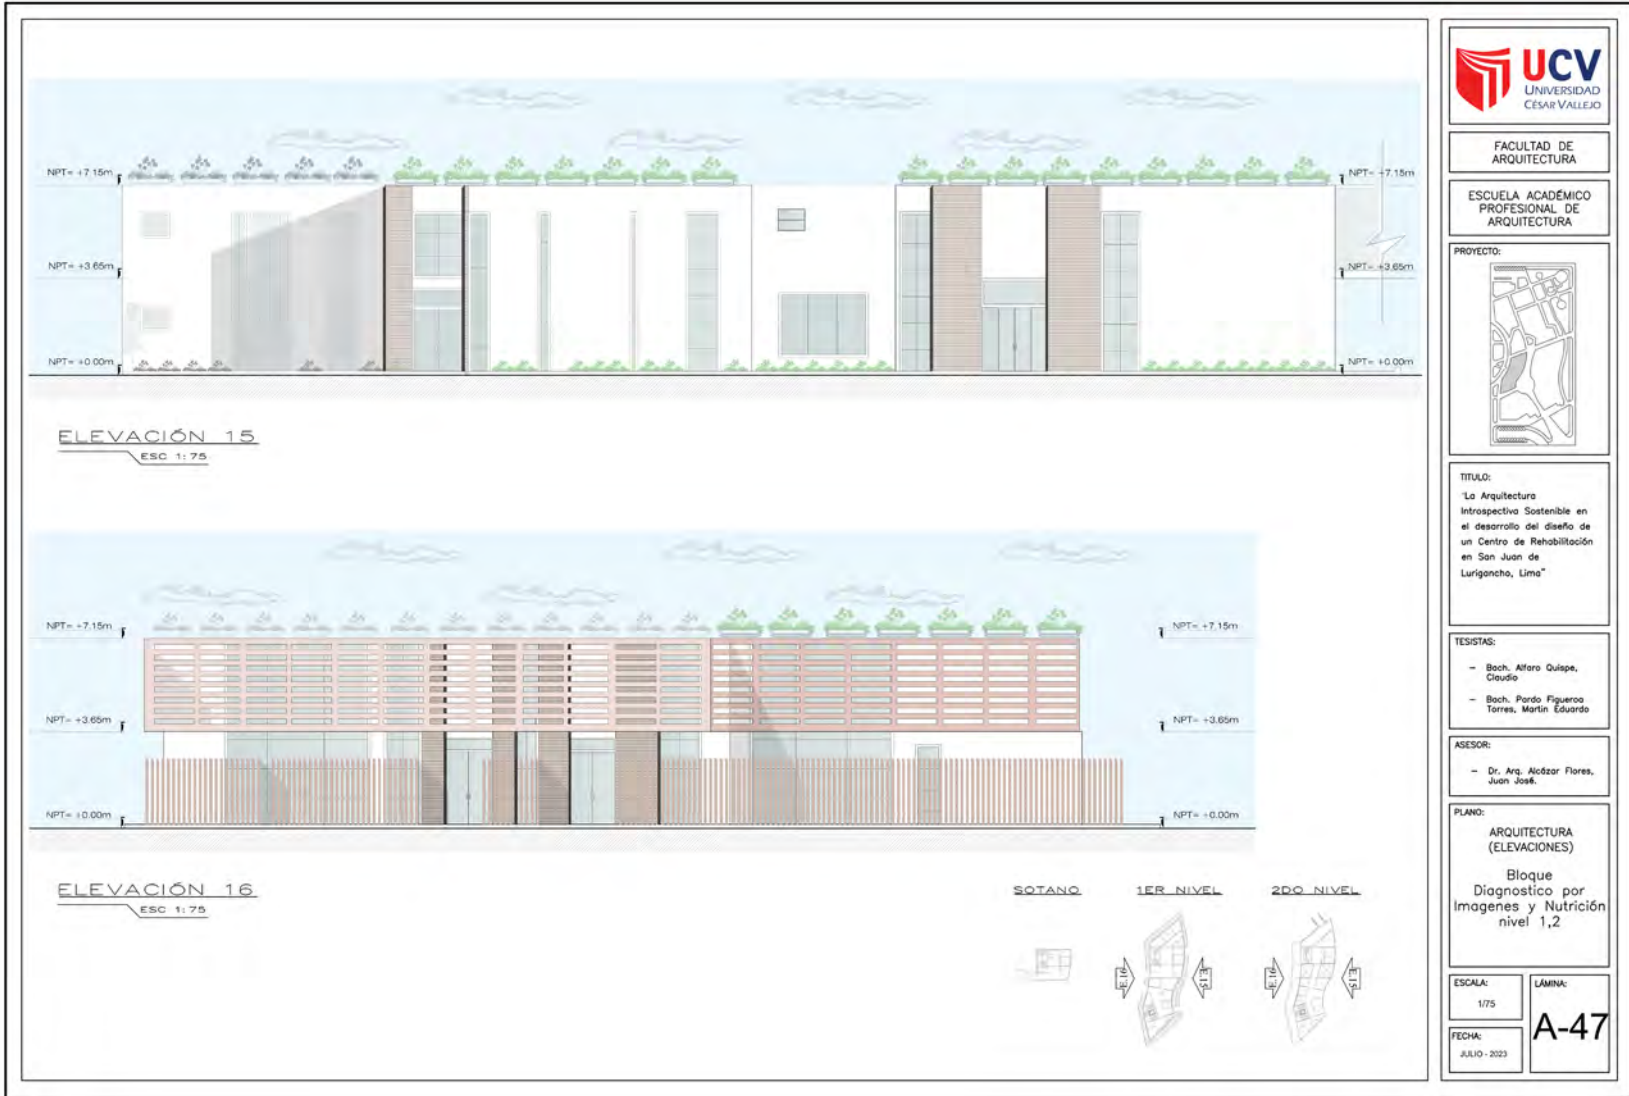 NPT= +7.15m
NPT= +7.15m
NPT= +3.65m
NPT= +3.65m
NPT= +0.00m
NPT= +0.00m
ELEVACIÓN 15
ESC 1:75
NPT= +7.15m
NPT= +7.15m
NPT= +3.65m
NPT= +3.65m
NPT= +0.00m
NPT= +0.00m
ELEVACIÓN 16
ESC 1:75
SOTANO
1ER NIVEL
2DO NIVEL
E.16
E.15
E.16
E.15
UCV
UNIVERSIDAD
CÉSAR VALLEJO
FACULTAD DE
ARQUITECTURA
ESCUELA ACADÉMICO
PROFESIONAL DE
ARQUITECTURA
PROYECTO:
TITULO:
"La Arquitectura
Introspectiva Sostenible en
el desarrollo del diseño de
un Centro de Rehabilitación
en San Juan de
Lurigancho, Lima"
TESISTAS:
- Bach. Alfaro Quispe,
Claudio
- Bach. Pardo Figueroa
Torres, Martin Eduardo
ASESOR:
- Dr. Arq. Alcázar Flores,
Juan José.
PLANO:
ARQUITECTURA
(ELEVACIONES)
Bloque
Diagnostico por
Imagenes y Nutrición
nivel 1,2
ESCALA:
1/75
LÁMINA:
A-47
FECHA:
JULIO - 2023